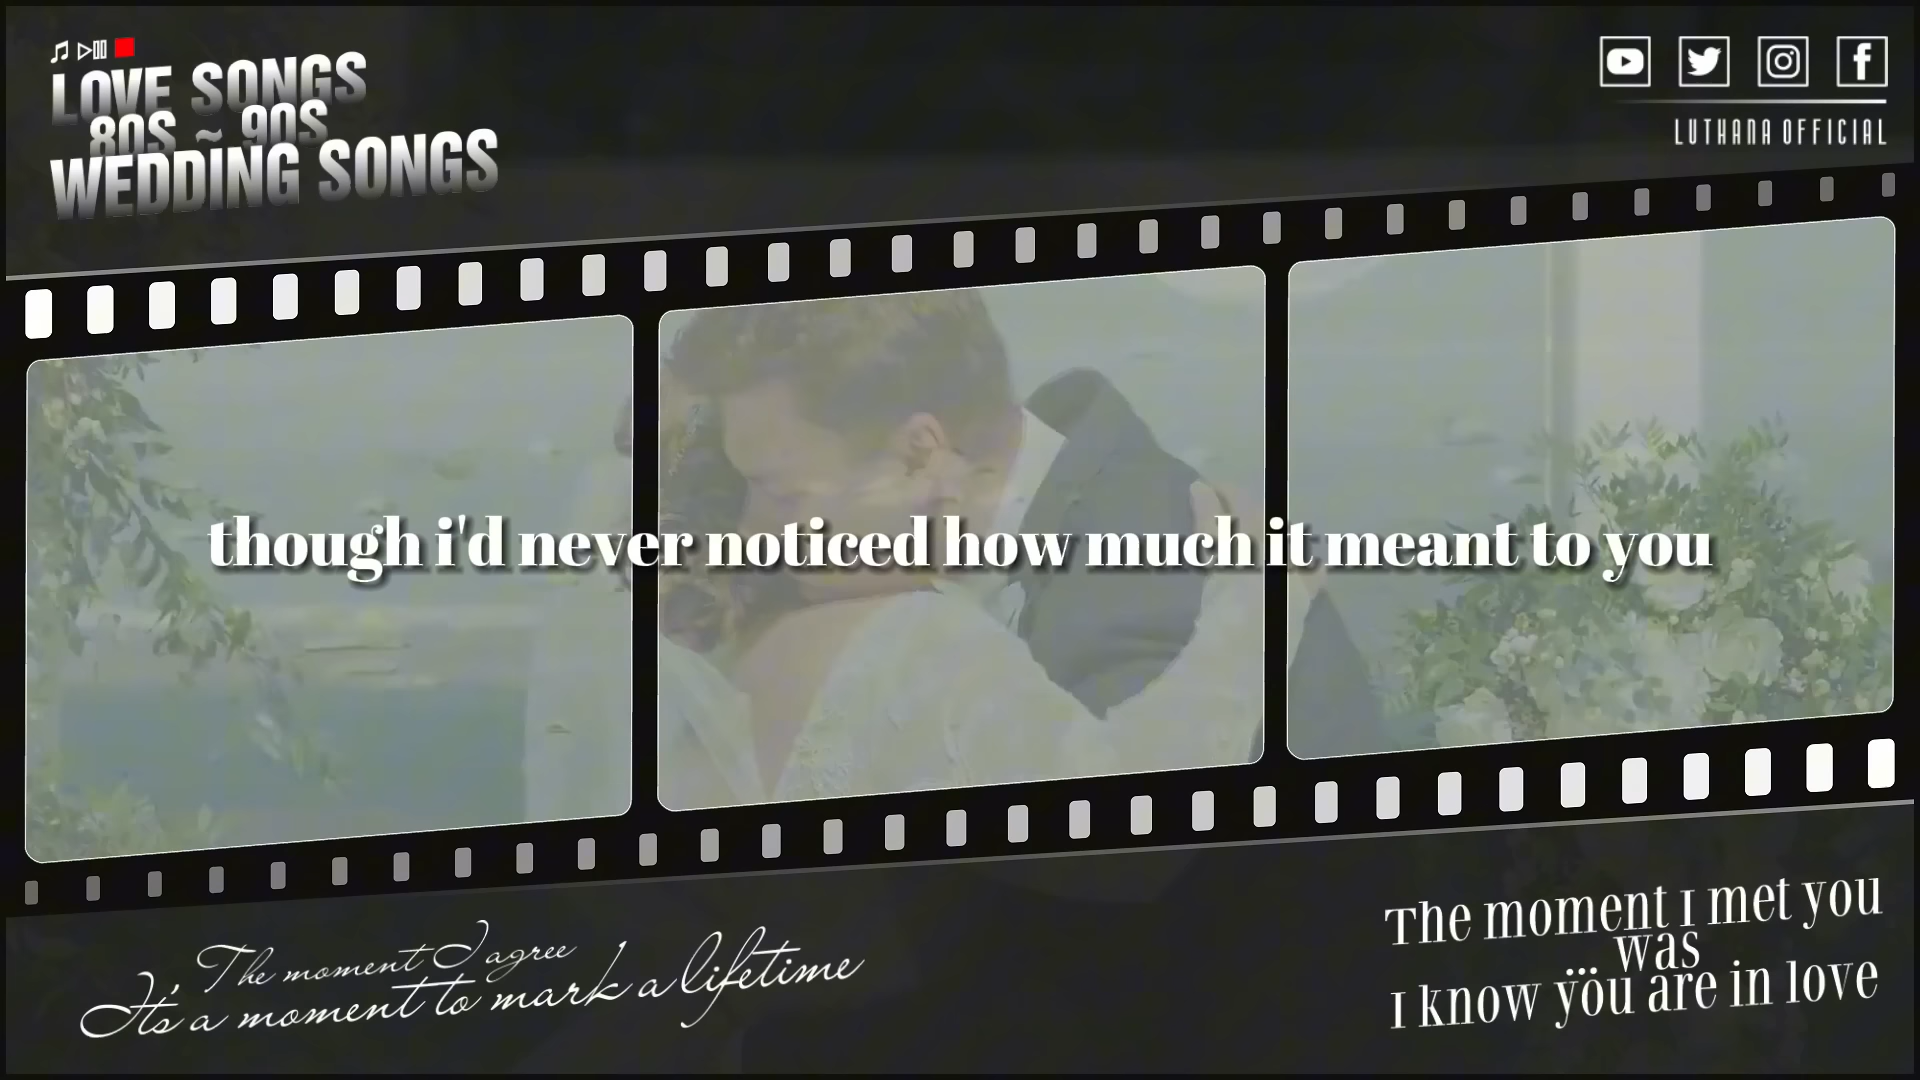 LOVE SONGS
80S ~ 90S
WEDDING SONGS
LUTHANA OFFICIAL
though i'd never noticed how much it meant to you
The moment I agree
It's a moment to mark a lifetime
The moment I met you
was
I know you are in love